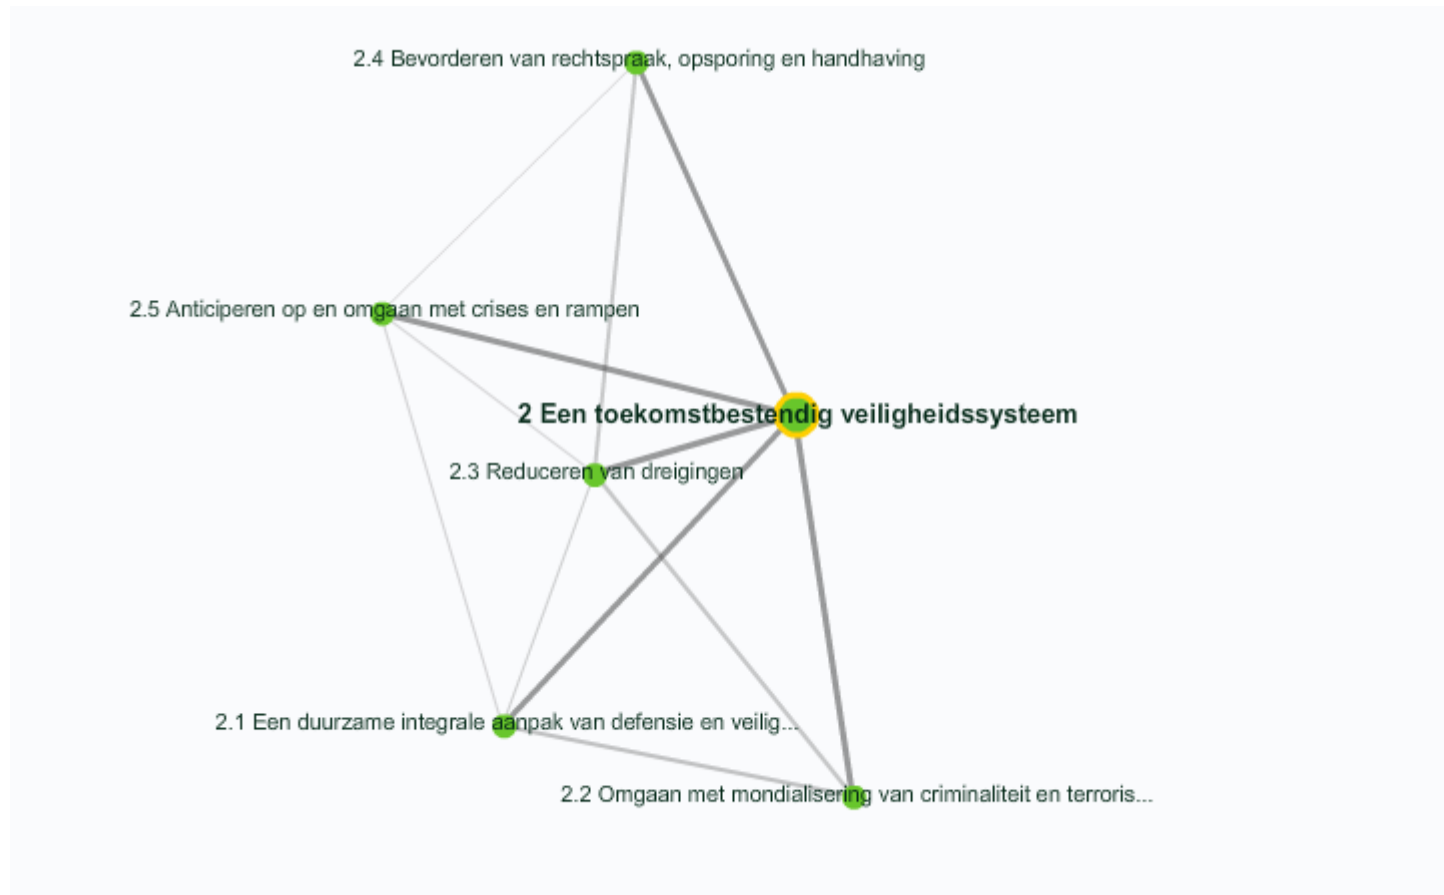 2.4 Bevorderen van rechtspraak, opsporing en handhaving
2.5 Anticiperen op en omgaan met crises en rampen
2 Een toekomstbestendig veiligheidssysteem
2.3 Reduceren van dreigingen
2.1 Een duurzame integrale aanpak van defensie en veilig...
2.2 Omgaan met mondialisering van criminaliteit en terroris...